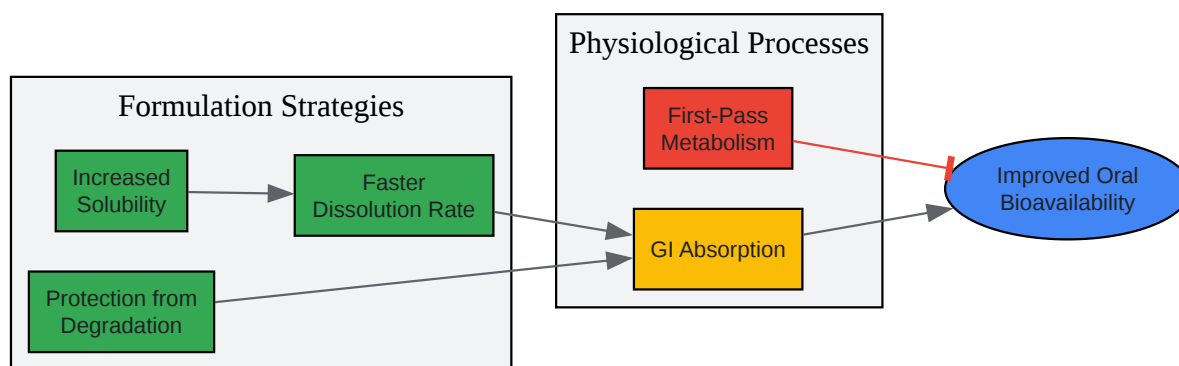 Formulation Strategies
Increased
Solubility
Faster
Dissolution Rate
Protection from
Degradation
Physiological Processes
First-Pass
Metabolism
GI Absorption
Improved Oral
Bioavailability